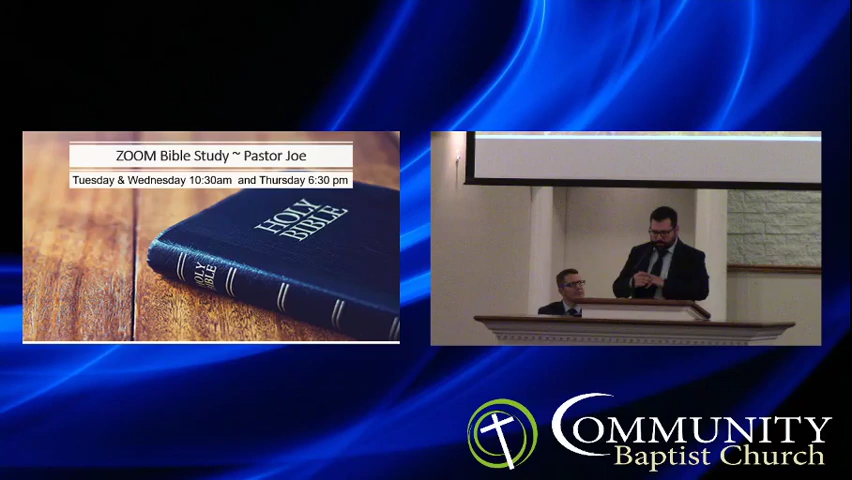 ZOOM Bible Study ~ Pastor Joe
Tuesday & Wednesday 10:30am and Thursday 6:30 pm
HOLY
BIBLE
HOLY
BIBLE
COMMUNITY
Baptist Church